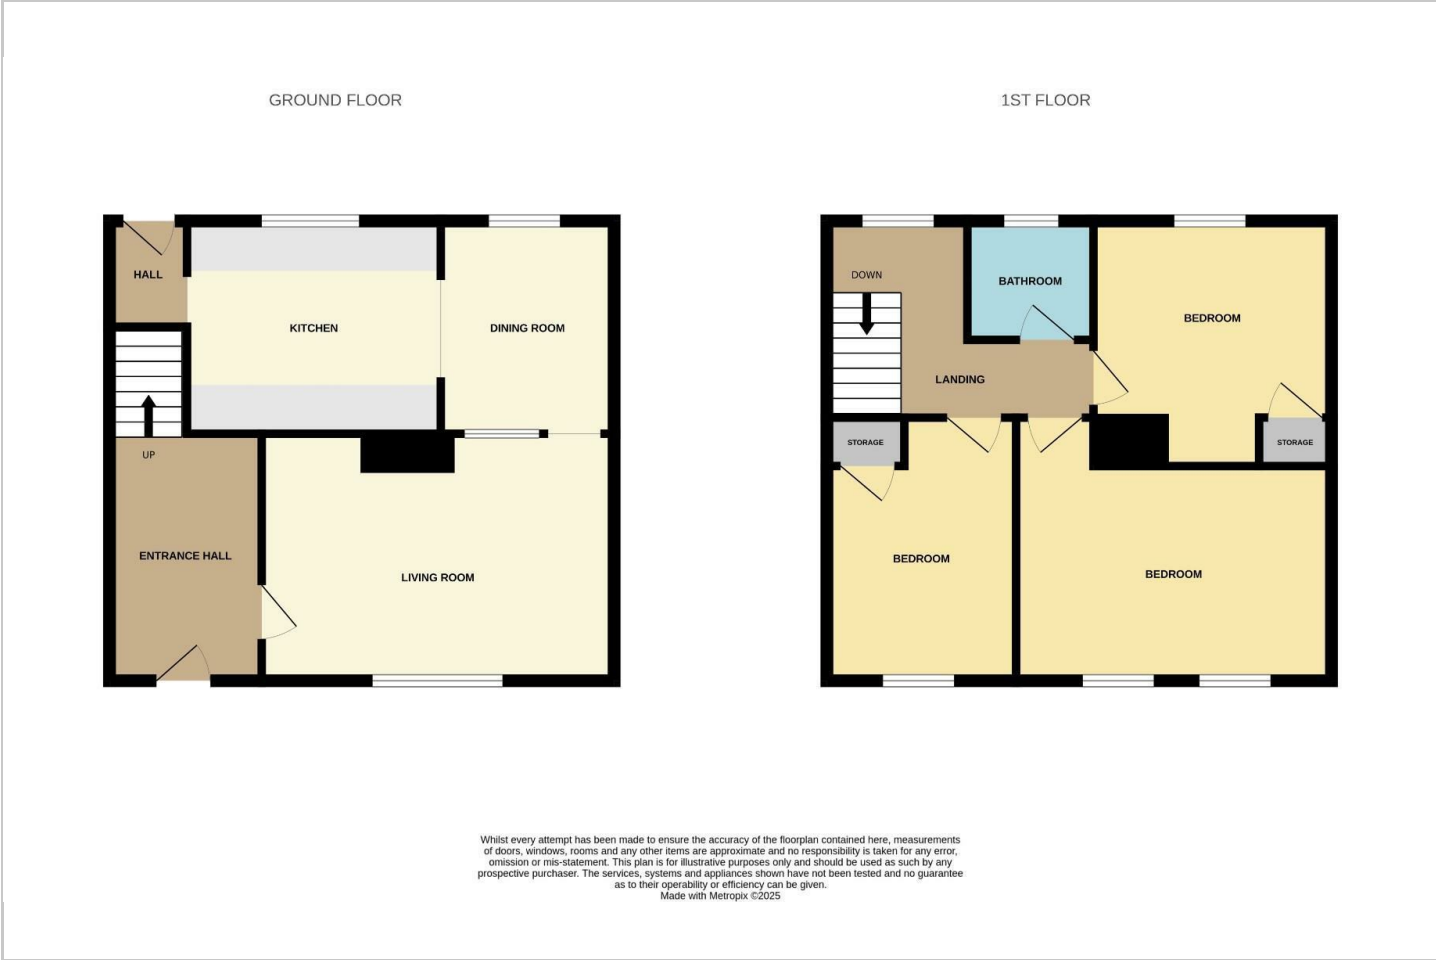 GROUND FLOOR
HALL
KITCHEN
DINING ROOM
UP
ENTRANCE HALL
LIVING ROOM
1ST FLOOR
DOWN
BATHROOM
BEDROOM
LANDING
STORAGE
STORAGE
BEDROOM
BEDROOM
Whilst every attempt has been made to ensure the accuracy of the floorplan contained here, measurements
of doors, windows, rooms and any other items are approximate and no responsibility is taken for any error,
omission or mis-statement. This plan is for illustrative purposes only and should be used as such by any
prospective purchaser. The services, systems and appliances shown have not been tested and no guarantee
as to their operability or efficiency can be given.
Made with Metropix ©2025